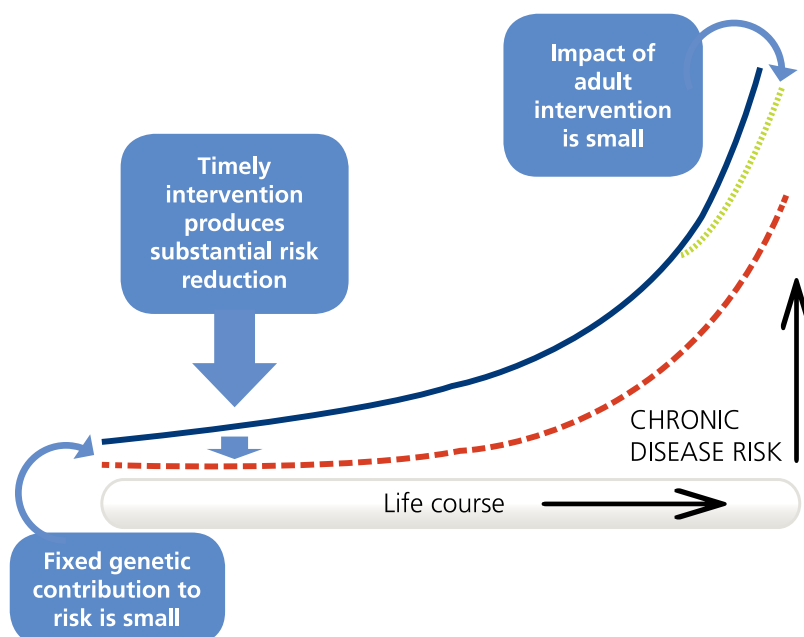 Impact of
adult
intervention
is small
Timely
intervention
produces
substantial risk
reduction
CHRONIC
DISEASE RISK
Life course
Fixed genetic
contribution to
risk is small